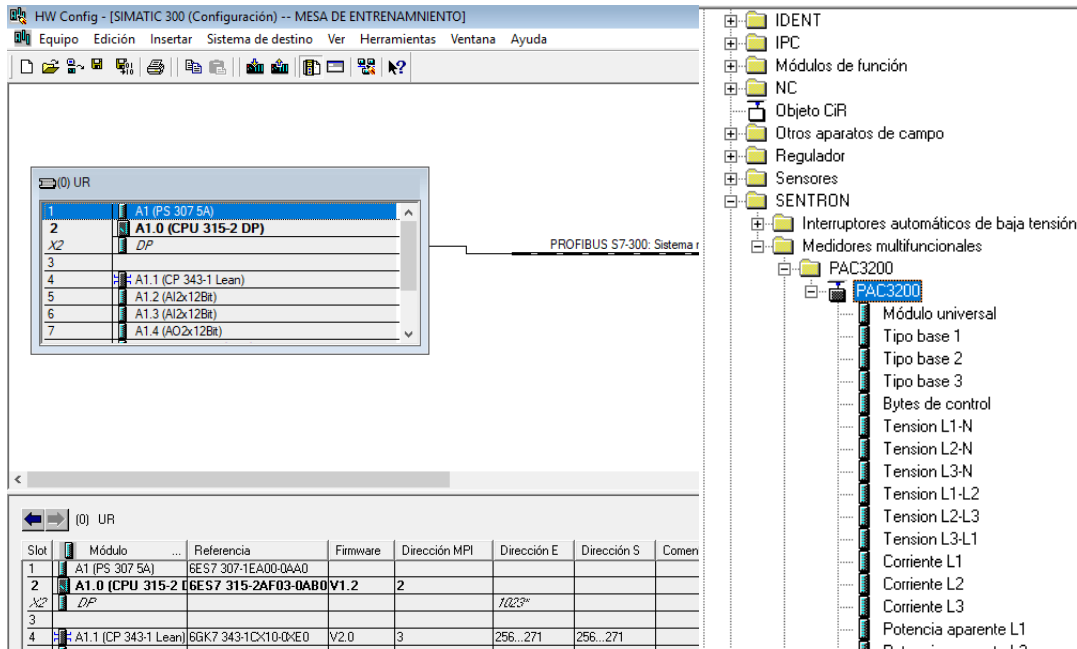 HW Config - [SIMATIC 300 (Configuración) -- MESA DE ENTRENAMNIENTO]
Equipo Edición Insertar Sistema de destino Ver Herramientas Ventana Ayuda
(0) UR
1 A1 (PS 307 5A)
2 A1.0 (CPU 315-2 DP)
X2 DP
3
4 A1.1 (CP 343-1 Lean)
5 A1.2 (AI2x12Bit)
6 A1.3 (AI2x12Bit)
7 A1.4 (AO2x12Bit)
PROFIBUS S7-300: Sistema
(0) UR
Slot Módulo ... Referencia Firmware Dirección MPI Dirección E Dirección S Comen
1 A1 (PS 307 5A) 6ES7 307-1EA00-0AA0
2 A1.0 (CPU 315-2 D 6ES7 315-2AF03-0AB0 V1.2 2
X2 DP 1023*
3
4 A1.1 (CP 343-1 Lean) 6GK7 343-1CX10-0XE0 V2.0 3 256...271 256...271
IDENT
IPC
Módulos de función
NC
Objeto CiR
Otros aparatos de campo
Regulador
Sensores
SENTRON
Interruptores automáticos de baja tensión
Medidores multifuncionales
PAC3200
PAC3200
Módulo universal
Tipo base 1
Tipo base 2
Tipo base 3
Bytes de control
Tension L1-N
Tension L2-N
Tension L3-N
Tension L1-L2
Tension L2-L3
Tension L3-L1
Corriente L1
Corriente L2
Corriente L3
Potencia aparente L1